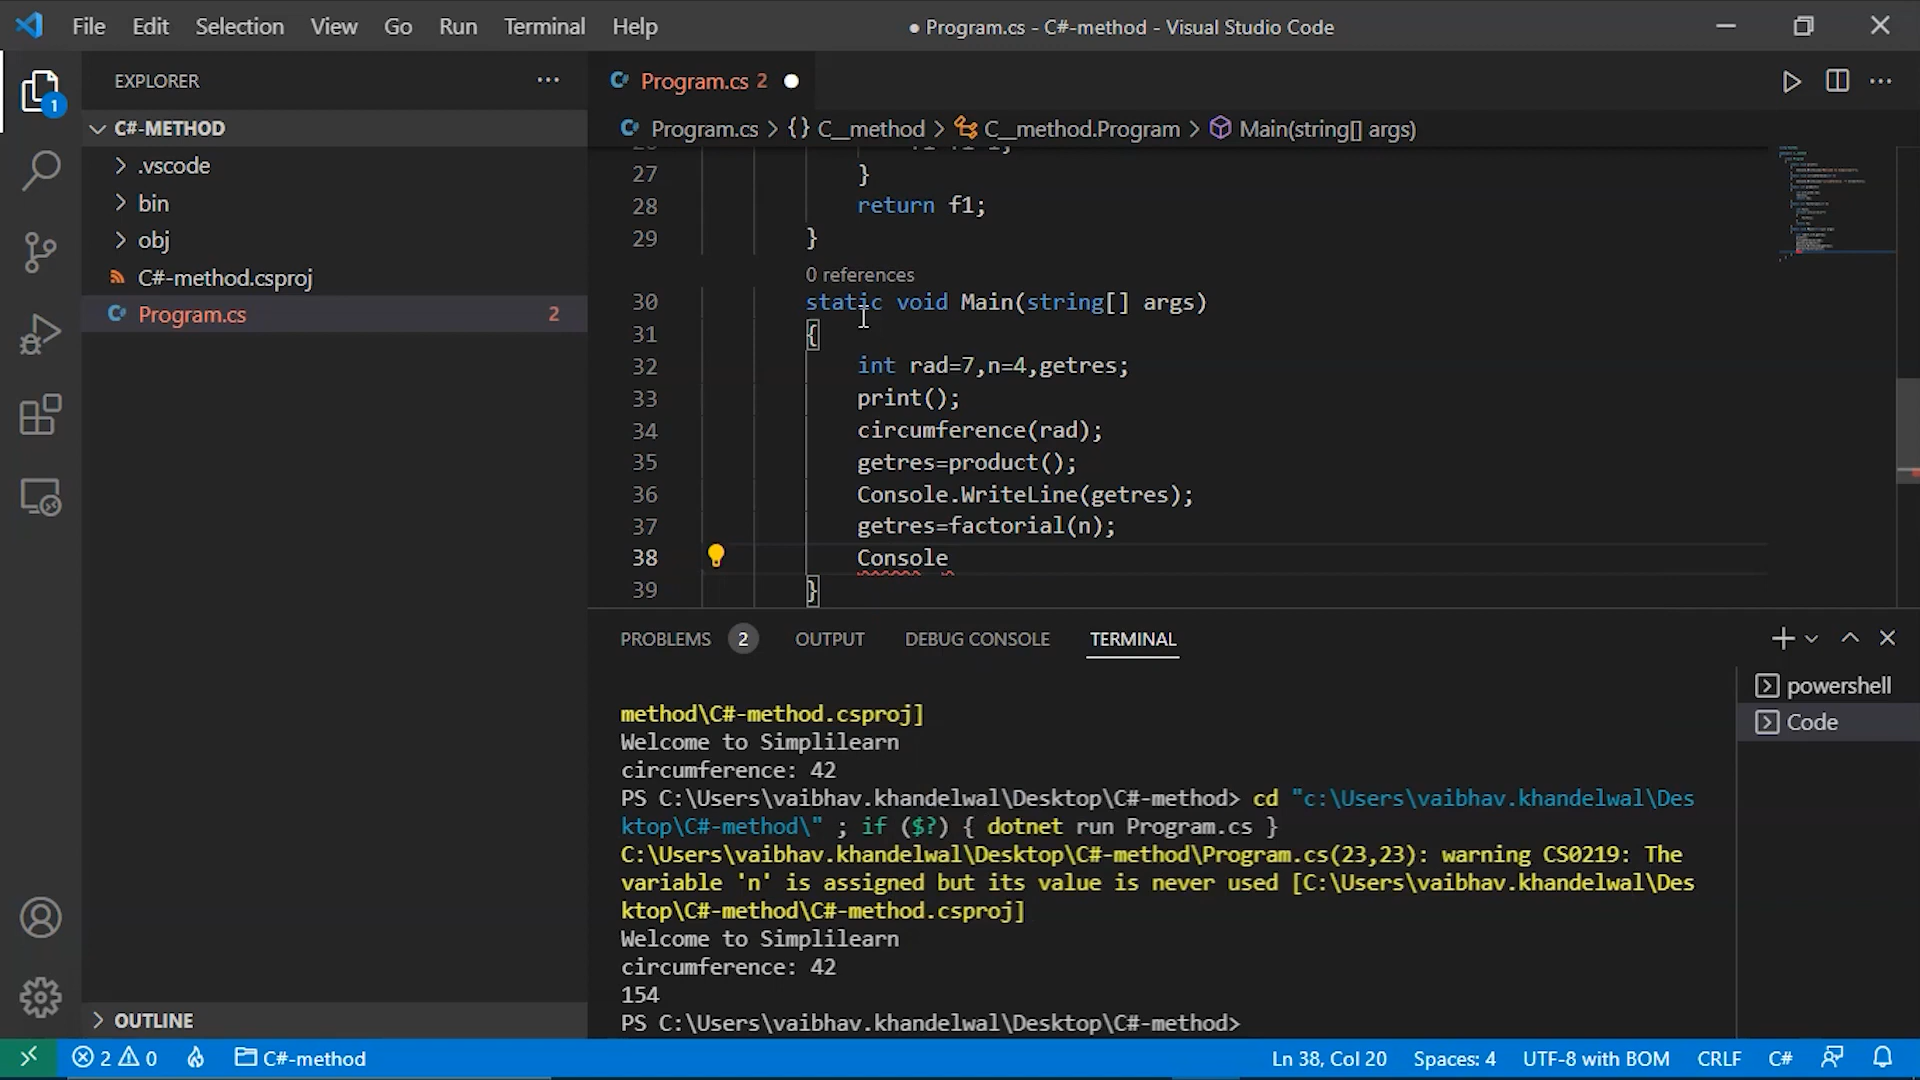 File Edit Selection View Go Run Terminal Help
● Program.cs - C#-method - Visual Studio Code
EXPLORER
1
C#-METHOD
.vscode
bin
obj
C#-method.csproj
Program.cs 2
OUTLINE
Program.cs 2
Program.cs > {} C__method > C__method.Program > Main(string[] args)
27 }
28 return f1;
29 }
0 references
30 static void Main(string[] args)
31 {
32 int rad=7,n=4,getres;
33 print();
34 circumference(rad);
35 getres=product();
36 Console.WriteLine(getres);
37 getres=factorial(n);
38 Console
39 }
PROBLEMS 2 OUTPUT DEBUG CONSOLE TERMINAL
powershell
Code
method\C#-method.csproj]
Welcome to Simplilearn
circumference: 42
PS C:\Users\vaibhav.khandelwal\Desktop\C#-method> cd "c:\Users\vaibhav.khandelwal\Des
ktop\C#-method\" ; if ($?) { dotnet run Program.cs }
C:\Users\vaibhav.khandelwal\Desktop\C#-method\Program.cs(23,23): warning CS0219: The
variable 'n' is assigned but its value is never used [C:\Users\vaibhav.khandelwal\Des
ktop\C#-method\C#-method.csproj]
Welcome to Simplilearn
circumference: 42
154
PS C:\Users\vaibhav.khandelwal\Desktop\C#-method>
2 0 C#-method
Ln 38, Col 20 Spaces: 4 UTF-8 with BOM CRLF C#